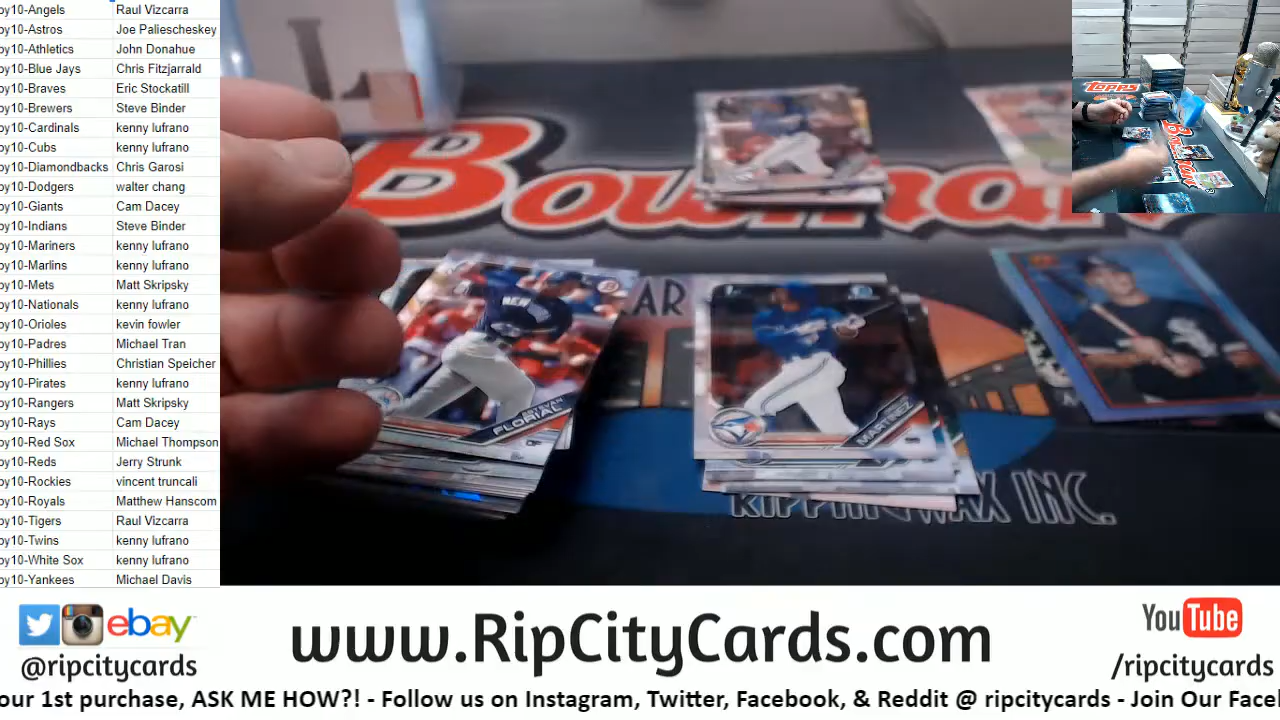 oy10-Angels Raul Vizcarra
oy10-Astros Joe Paliescheskey
oy10-Athletics John Donahue
oy10-Blue Jays Chris Fitzjarrald
oy10-Braves Eric Stockatill
oy10-Brewers Steve Binder
oy10-Cardinals kenny lufrano
oy10-Cubs kenny lufrano
oy10-Diamondbacks Chris Garosi
oy10-Dodgers walter chang
oy10-Giants Cam Dacey
oy10-Indians Steve Binder
oy10-Mariners kenny lufrano
oy10-Marlins kenny lufrano
oy10-Mets Matt Skripsky
oy10-Nationals kenny lufrano
oy10-Orioles kevin fowler
oy10-Padres Michael Tran
oy10-Phillies Christian Speicher
oy10-Pirates kenny lufrano
oy10-Rangers Matt Skripsky
oy10-Rays Cam Dacey
oy10-Red Sox Michael Thompson
oy10-Reds Jerry Strunk
oy10-Rockies vincent truncali
oy10-Royals Matthew Hanscom
oy10-Tigers Raul Vizcarra
oy10-Twins kenny lufrano
oy10-White Sox kenny lufrano
oy10-Yankees Michael Davis
Bowman
TOPPS
NEW
ESTEVAN
FLORIAL
RIPPING WAX INC.
ebay
@ripcitycards
www.RipCityCards.com
YouTube
/ripcitycards
our 1st purchase, ASK ME HOW?! - Follow us on Instagram, Twitter, Facebook, & Reddit @ ripcitycards - Join Our Facel